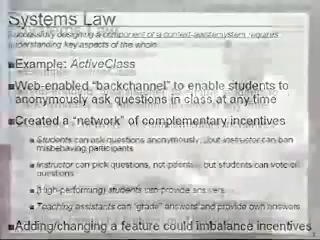 Systems Law
Successfully designing a component of a context-aware system requires
understanding key aspects of the whole
Example: ActiveClass
Web-enabled "backchannel" to enable students to
anonymously ask questions in class at any time
Created a "network" of complementary incentives
Students can ask questions anonymously ...but instructor can ban
misbehaving participants
Instructor can pick questions, not but students can vote on
questions
(High-performing) students can provide answers
Teaching assistants can "grade" answers and provide own answers
Adding/changing a feature could imbalance incentives